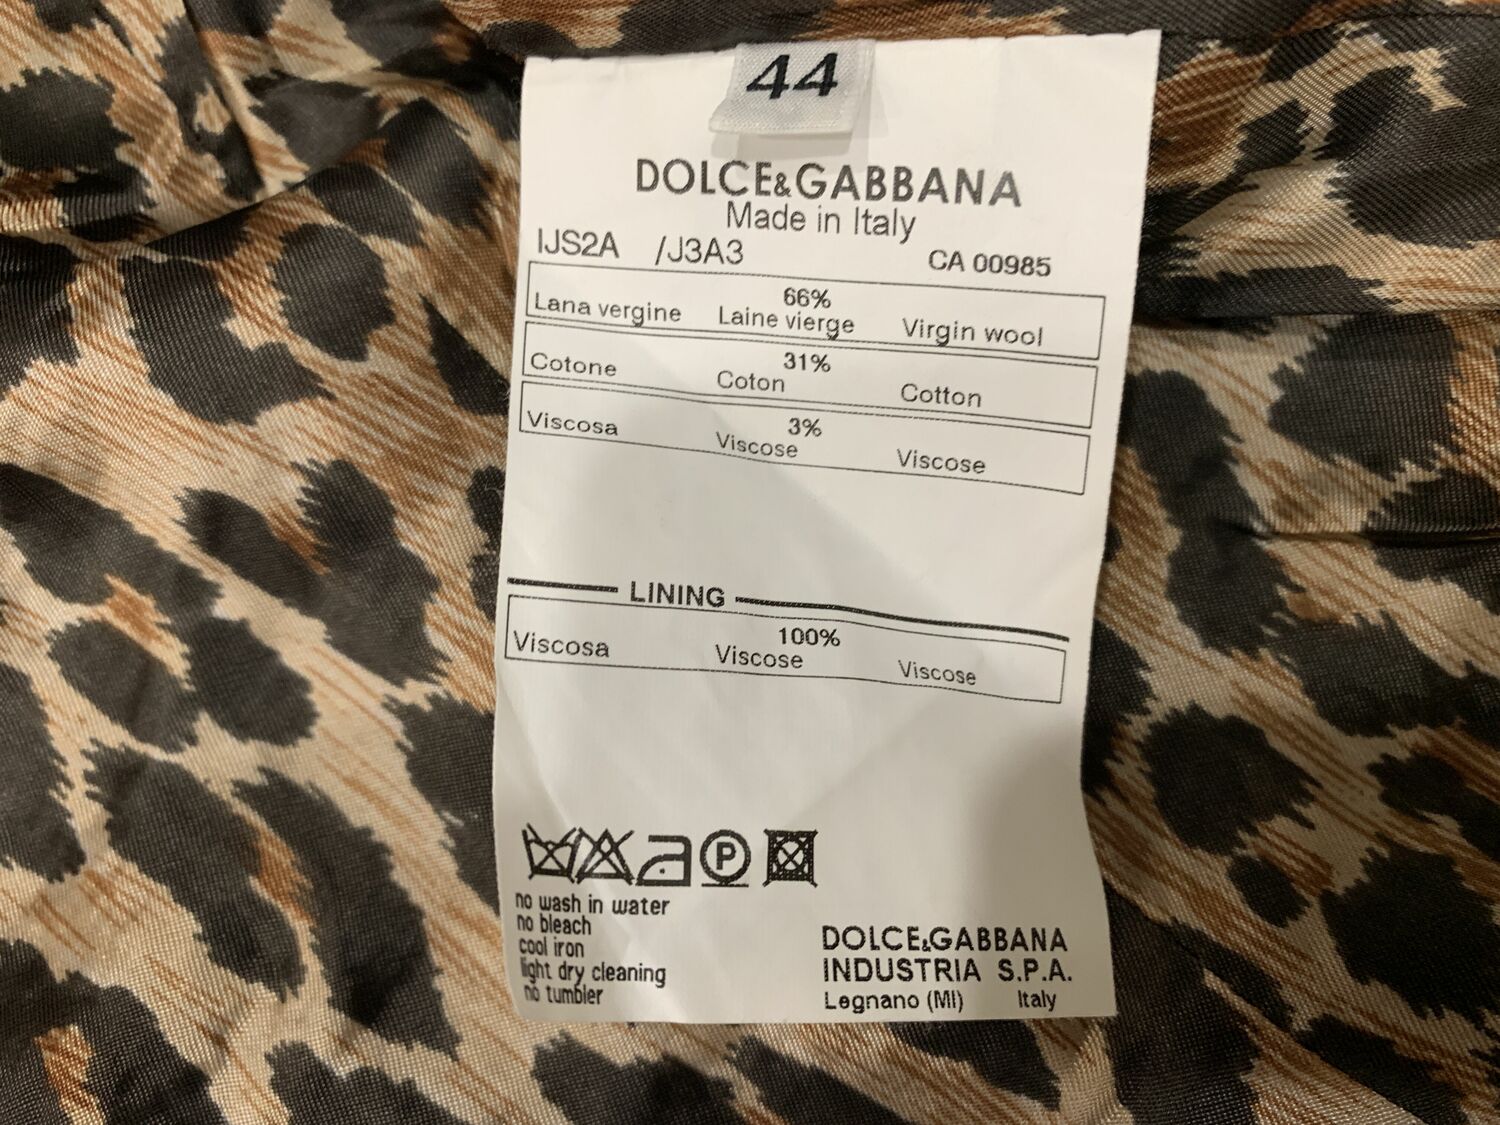 44
DOLCE&GABBANA
Made in Italy
IJS2A /J3A3 CA 00985
66%
Lana vergine Laine vierge Virgin wool
31%
Cotone Coton Cotton
3%
Viscosa Viscose Viscose
LINING
100%
Viscosa Viscose Viscose
P
no wash in water
no bleach
cool iron
light dry cleaning
no tumbler
DOLCE&GABBANA
INDUSTRIA S.P.A.
Legnano (MI) Italy